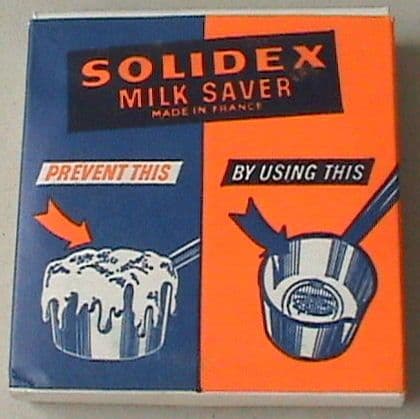 SOLIDEX
MILK SAVER
MADE IN FRANCE
PREVENT THIS
BY USING THIS